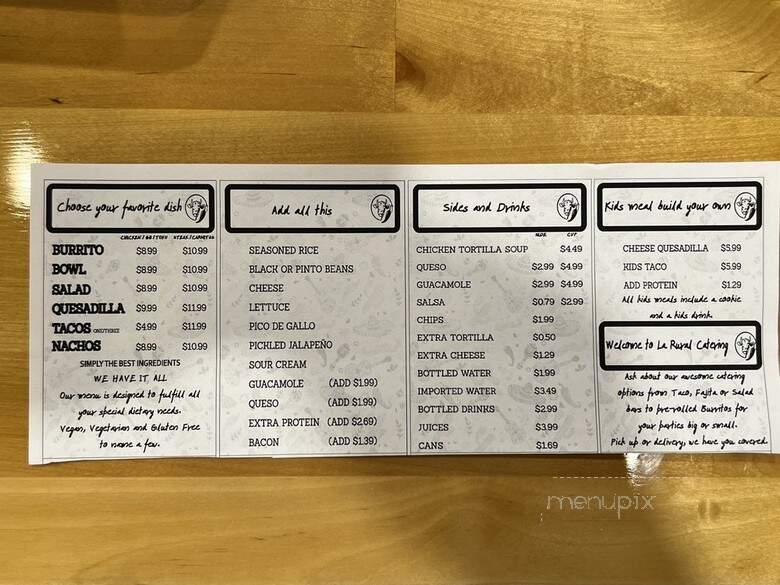 Choose your favorite dish
CHICKEN / GB / TOFU STEAK / CARNITAS
BURRITO $8.99 $10.99
BOWL $8.99 $10.99
SALAD $8.99 $10.99
QUESADILLA $9.99 $11.99
TACOS $4.99 $11.99
NACHOS $8.99 $10.99
SIMPLY THE BEST INGREDIENTS
WE HAVE IT ALL
Our menu is designed to fulfill all
your special dietary needs.
Vegan, Vegetarian and Gluten Free
to name a few.
Add all this
SEASONED RICE
BLACK OR PINTO BEANS
CHEESE
LETTUCE
PICO DE GALLO
PICKLED JALAPEÑO
SOUR CREAM
GUACAMOLE (ADD $1.99)
QUESO (ADD $1.99)
EXTRA PROTEIN (ADD $2.69)
BACON (ADD $1.39)
Sides and Drinks
SIDE CUP
CHICKEN TORTILLA SOUP $4.49
QUESO $2.99 $4.99
GUACAMOLE $2.99 $4.99
SALSA $0.79 $2.99
CHIPS $1.99
EXTRA TORTILLA $0.50
EXTRA CHEESE $1.29
BOTTLED WATER $1.99
IMPORTED WATER $3.49
BOTTLED DRINKS $2.99
JUICES $3.99
CANS $1.69
Kids meal build your own
CHEESE QUESADILLA $5.99
KIDS TACO $5.99
ADD PROTEIN $1.29
All kids meals include a cookie
and a kids drink.
Welcome to La Rural Catering
Ask about our awesome catering
options from Taco, Fajita or Salad
bars to pre-rolled Burritos for
your parties big or small.
Pick up or delivery, we have you covered.
menupix